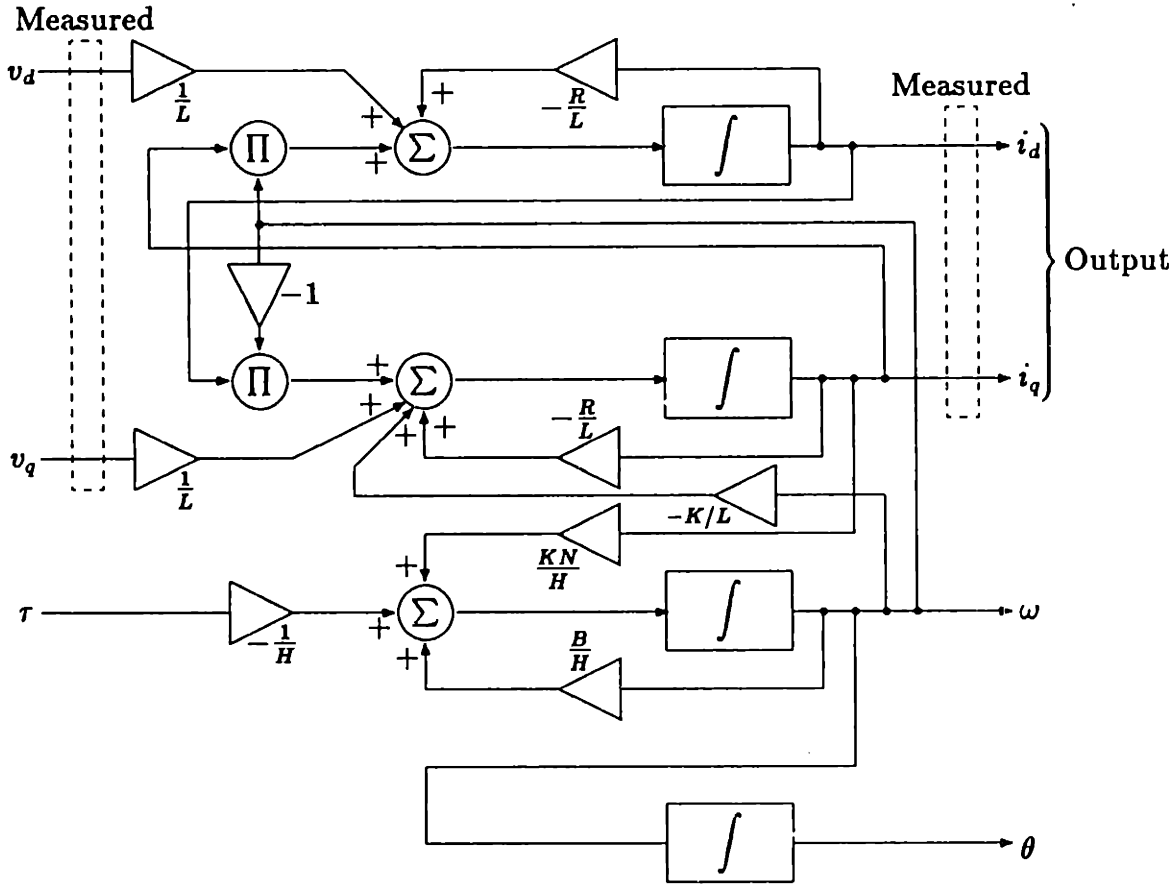 Measured
v_d
1/L
+
+
+
-R/L
Π
Σ
∫
Measured
i_d
-1
Output
Π
+
+
+
+
Σ
-R/L
∫
i_q
v_q
1/L
-K/L
KN/H
τ
-1/H
+
+
+
Σ
B/H
∫
ω
∫
θ